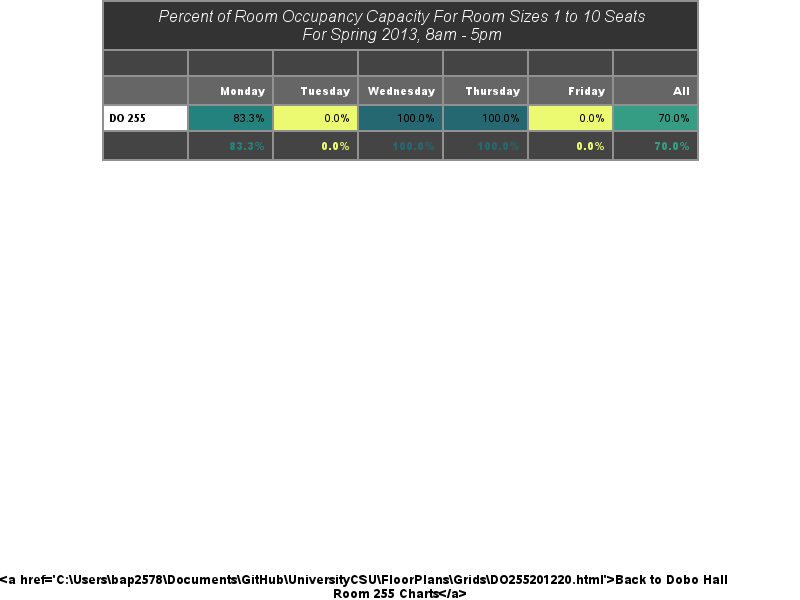 Percent of Room Occupancy Capacity For Room Sizes 1 to 10 Seats
For Spring 2013, 8am - 5pm
Monday Tuesday Wednesday Thursday Friday All
DO 255 83.3% 0.0% 100.0% 100.0% 0.0% 70.0%
83.3% 0.0% 100.0% 100.0% 0.0% 70.0%
<a href='C:\Users\bap2578\Documents\GitHub\UniversityCSU\FloorPlans\Grids\DO255201220.html'>Back to Dobo Hall
Room 255 Charts</a>